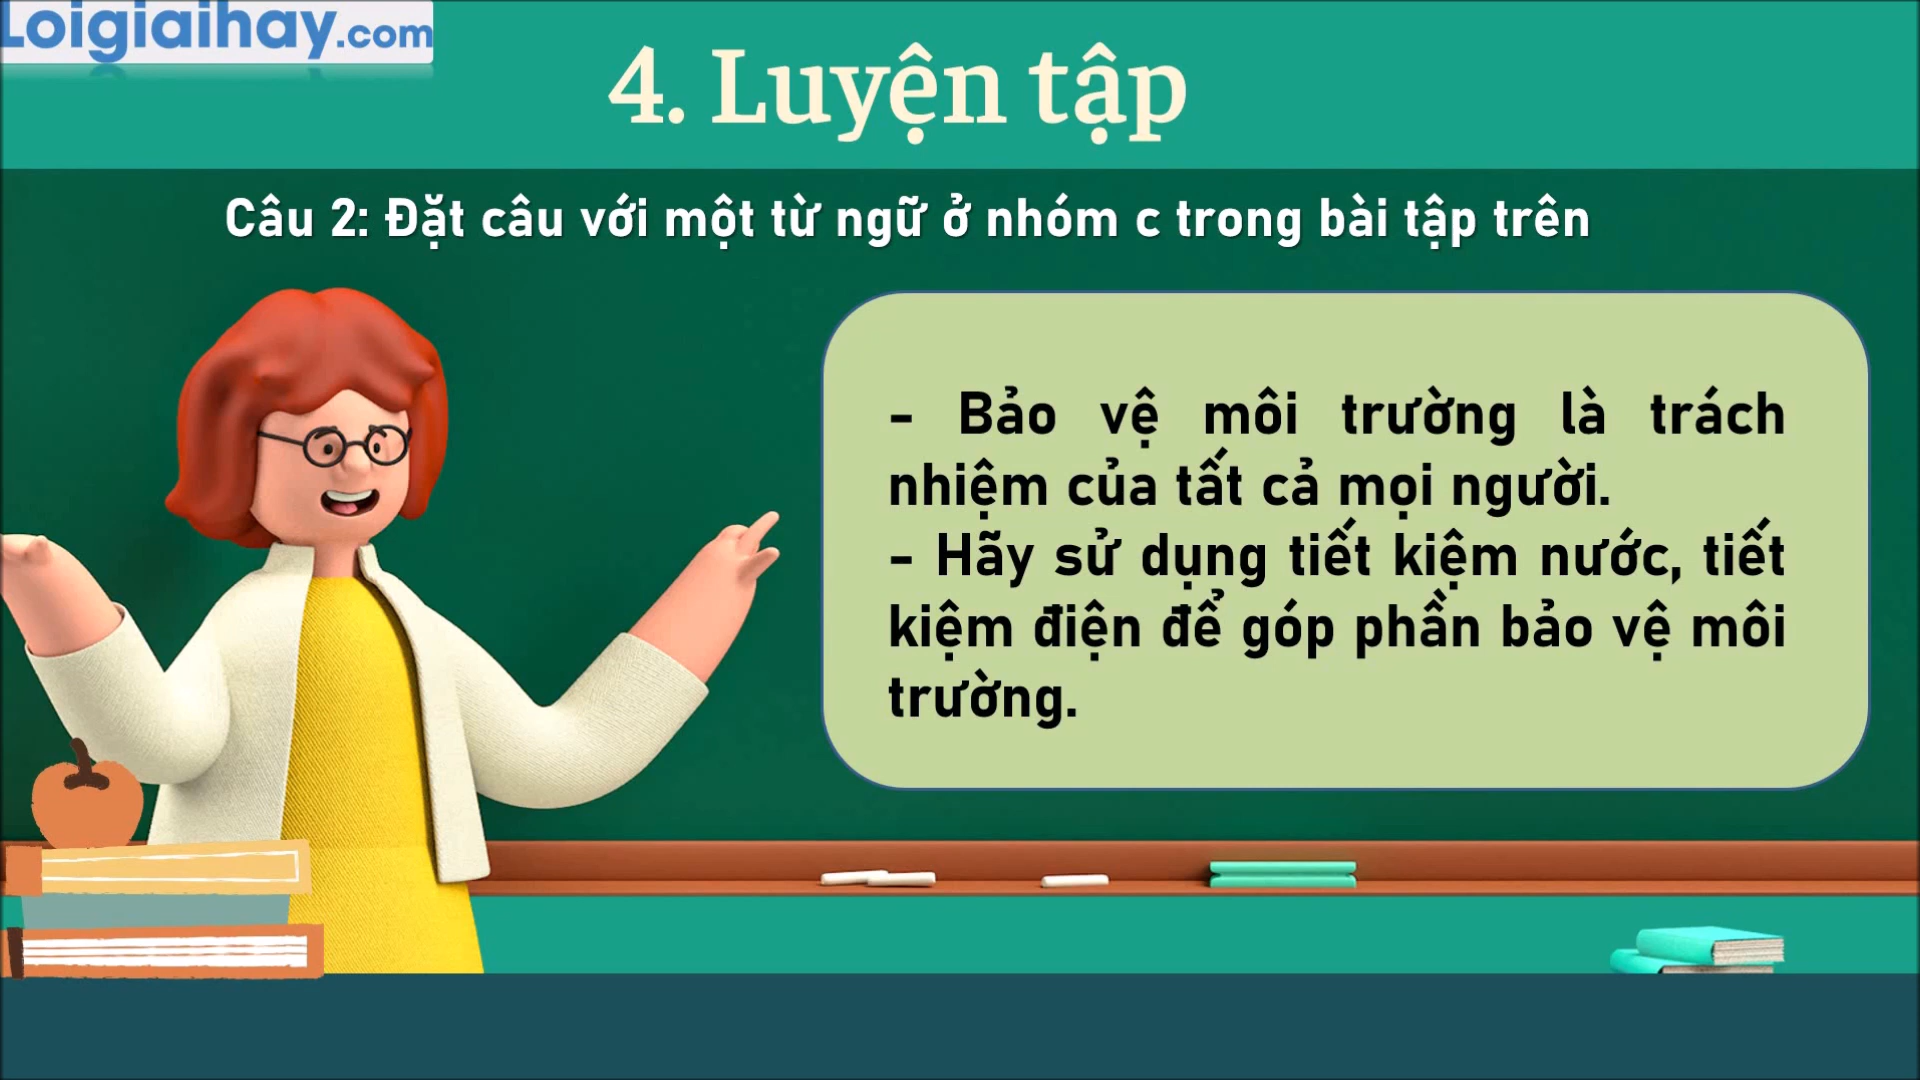 Loigiaihay.com
4. Luyện tập
Câu 2: Đặt câu với một từ ngữ ở nhóm c trong bài tập trên
- Bảo vệ môi trường là trách
nhiệm của tất cả mọi người.
- Hãy sử dụng tiết kiệm nước, tiết
kiệm điện để góp phần bảo vệ môi
trường.